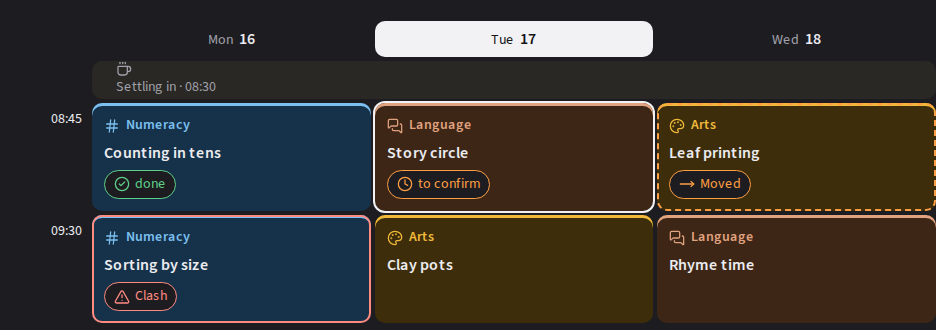 Mon 16
Tue 17
Wed 18
Settling in · 08:30
08:45
Numeracy
Counting in tens
done
Language
Story circle
to confirm
Arts
Leaf printing
Moved
09:30
Numeracy
Sorting by size
Clash
Arts
Clay pots
Language
Rhyme time